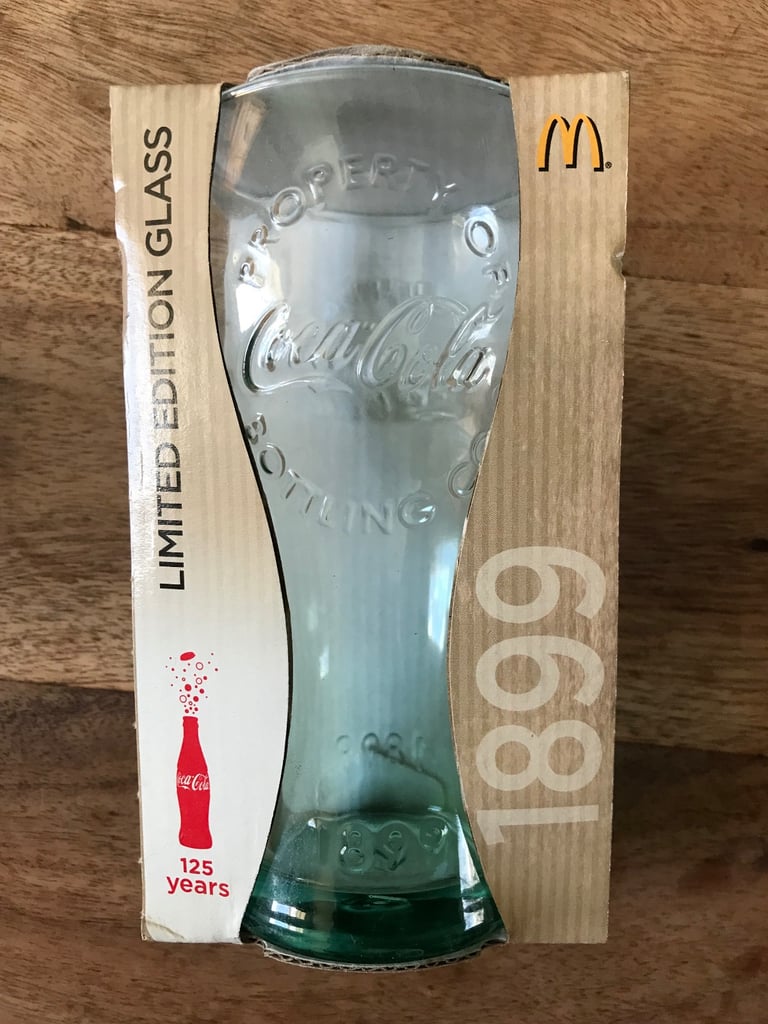 LIMITED EDITION GLASS
PROPERTY OF
Coca-Cola
BOTTLING
1899
1899
Coca-Cola
125
years
M